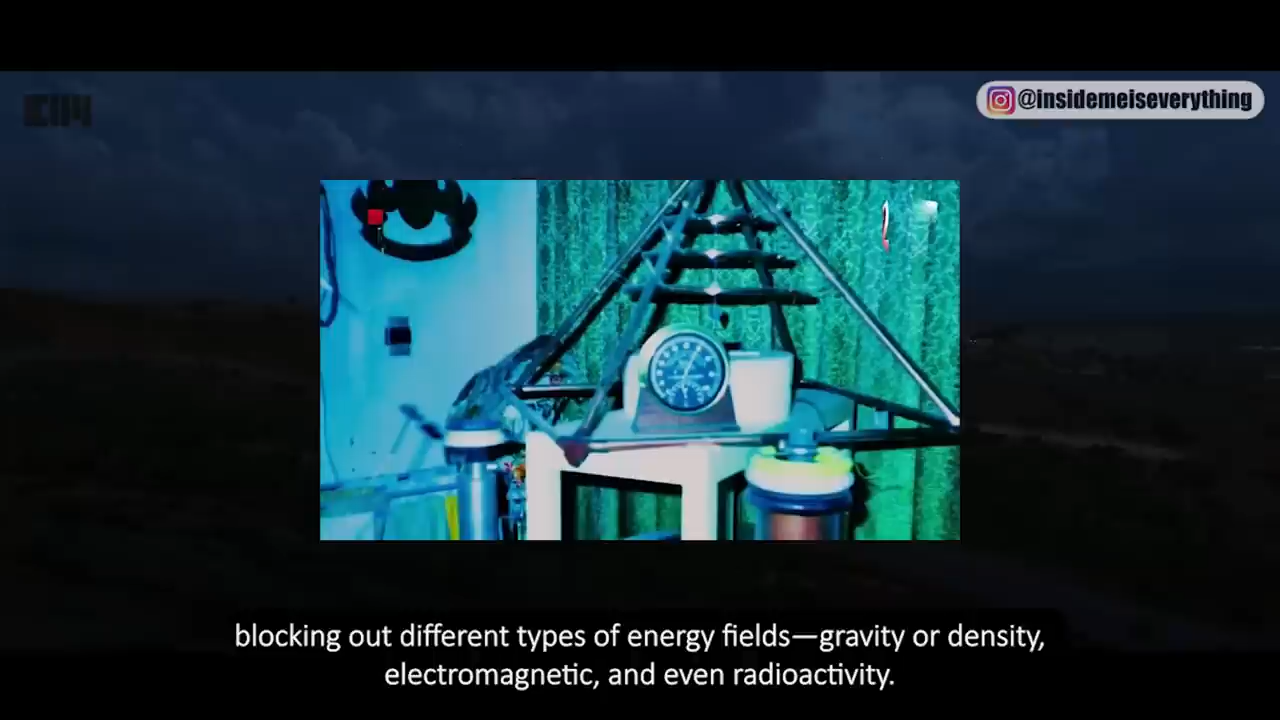 @insidemeiseverything
blocking out different types of energy fields—gravity or density,
electromagnetic, and even radioactivity.